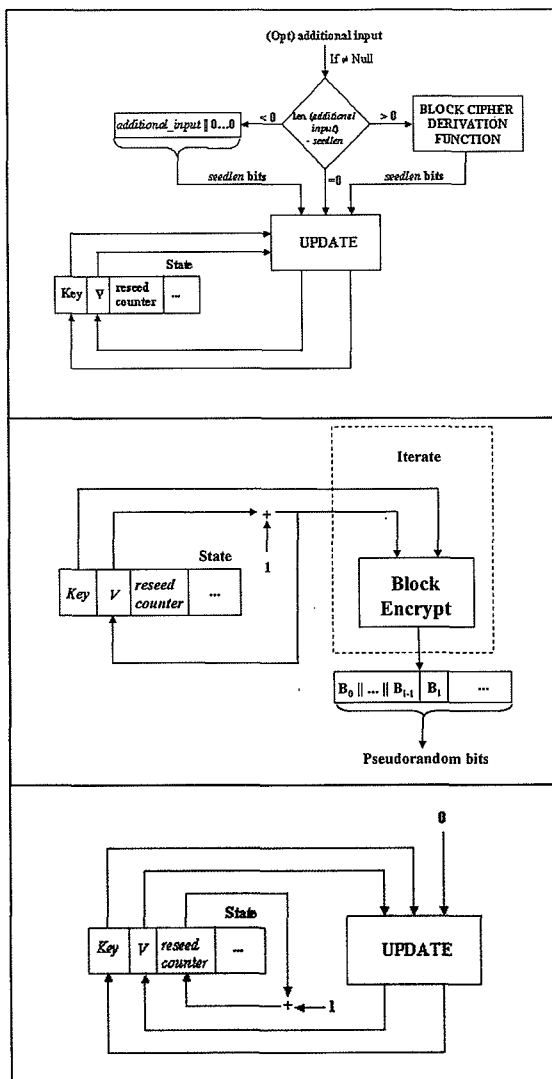 (Opt) additional input
If ≠ Null
< 0
> 0
len (additional
input)
- seedlen
=0
additional_input || 0...0
BLOCK CIPHER
DERIVATION
FUNCTION
seedlen bits
seedlen bits
UPDATE
State
Key V reseed
counter ...
Iterate
+
1
State
Key V reseed
counter ...
Block
Encrypt
B0 || ... || Bi-1 Bi ...
Pseudorandom bits
0
State
Key V reseed
counter ...
UPDATE
+ 1